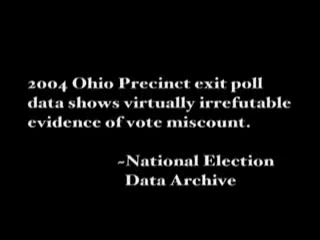 2004 Ohio Precinct exit poll
data shows virtually irrefutable
evidence of vote miscount.
~National Election
Data Archive